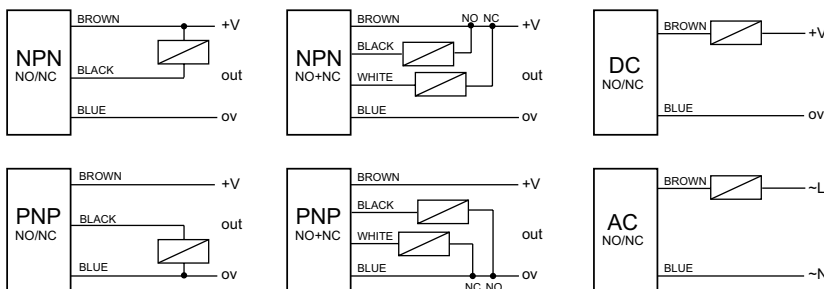 BROWN
+V
NPN
NO/NC
BLACK
out
BLUE
ov
BROWN
NO NC
+V
NPN
NO+NC
BLACK
WHITE
out
BLUE
ov
BROWN
+V
DC
NO/NC
BLUE
ov
BROWN
+V
PNP
NO/NC
BLACK
out
BLUE
ov
BROWN
+V
PNP
NO+NC
BLACK
WHITE
out
BLUE
ov
NC NO
BROWN
~L
AC
NO/NC
BLUE
~N